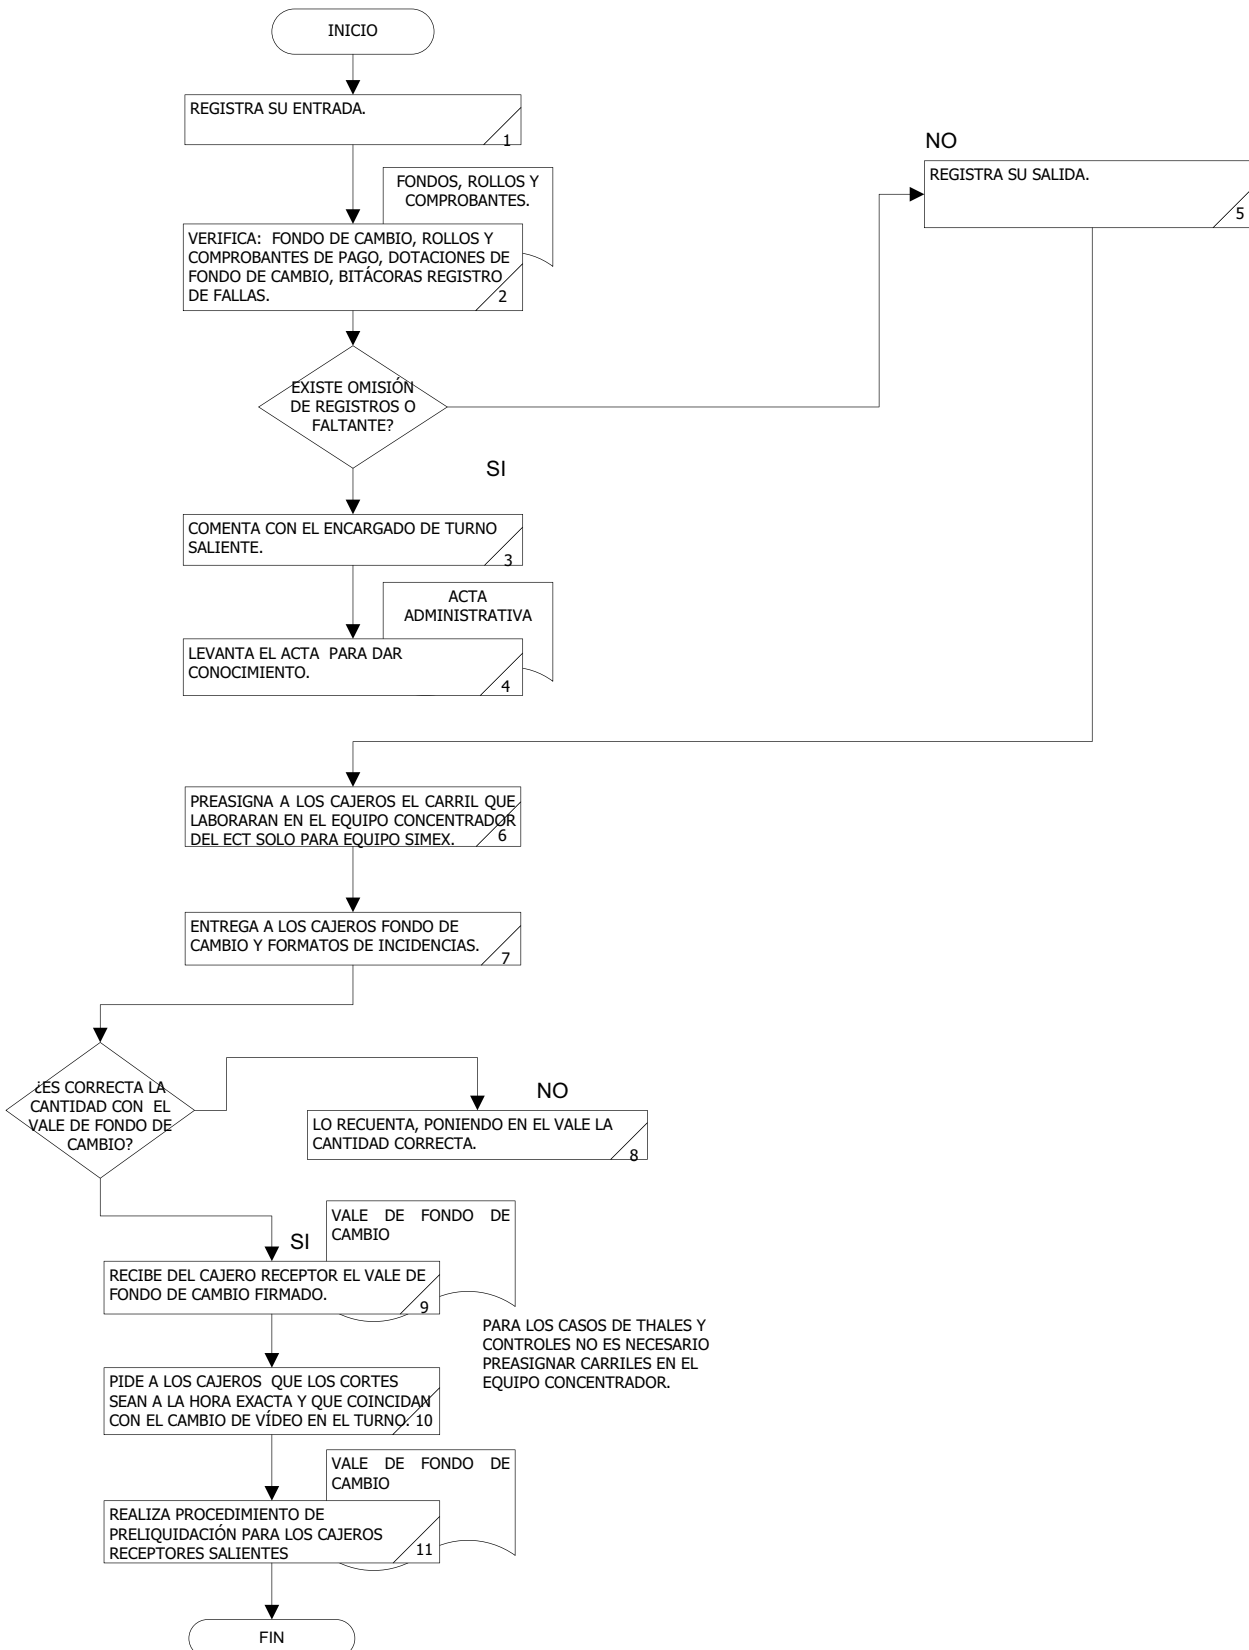 INICIO
REGISTRA SU ENTRADA.
1
NO
FONDOS, ROLLOS Y
COMPROBANTES.
REGISTRA SU SALIDA.
5
VERIFICA: FONDO DE CAMBIO, ROLLOS Y
COMPROBANTES DE PAGO, DOTACIONES DE
FONDO DE CAMBIO, BITÁCORAS REGISTRO
DE FALLAS.
2
EXISTE OMISIÓN
DE REGISTROS O
FALTANTE?
SI
COMENTA CON EL ENCARGADO DE TURNO
SALIENTE.
3
ACTA
ADMINISTRATIVA
LEVANTA EL ACTA PARA DAR
CONOCIMIENTO.
4
PREASIGNA A LOS CAJEROS EL CARRIL QUE
LABORARAN EN EL EQUIPO CONCENTRADOR
DEL ECT SOLO PARA EQUIPO SIMEX.
6
ENTREGA A LOS CAJEROS FONDO DE
CAMBIO Y FORMATOS DE INCIDENCIAS.
7
¿ES CORRECTA LA
CANTIDAD CON EL
VALE DE FONDO DE
CAMBIO?
NO
LO RECUENTA, PONIENDO EN EL VALE LA
CANTIDAD CORRECTA.
8
VALE DE FONDO DE
CAMBIO
SI
RECIBE DEL CAJERO RECEPTOR EL VALE DE
FONDO DE CAMBIO FIRMADO.
9
PARA LOS CASOS DE THALES Y
CONTROLES NO ES NECESARIO
PREASIGNAR CARRILES EN EL
EQUIPO CONCENTRADOR.
PIDE A LOS CAJEROS QUE LOS CORTES
SEAN A LA HORA EXACTA Y QUE COINCIDAN
CON EL CAMBIO DE VÍDEO EN EL TURNO. 10
VALE DE FONDO DE
CAMBIO
REALIZA PROCEDIMIENTO DE
PRELIQUIDACIÓN PARA LOS CAJEROS
RECEPTORES SALIENTES
11
FIN